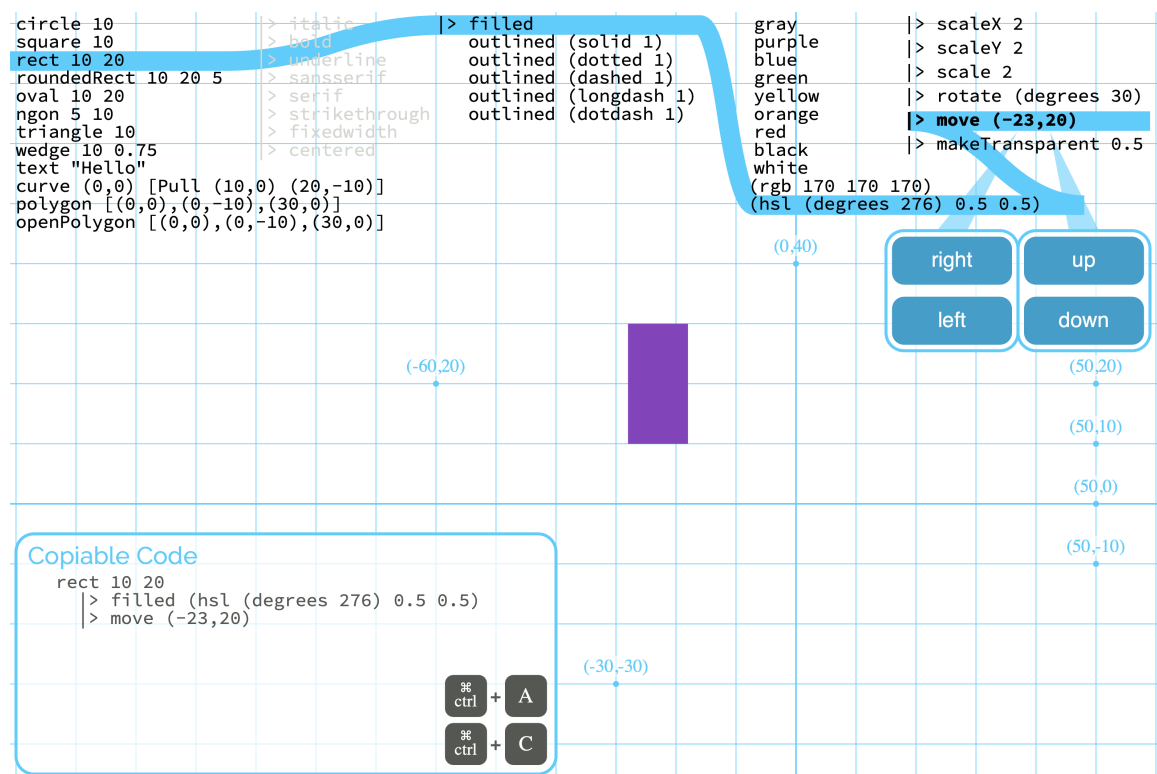 circle 10
square 10
rect 10 20
roundedRect 10 20 5
oval 10 20
ngon 5 10
triangle 10
wedge 10 0.75
text "Hello"
curve (0,0) [Pull (10,0) (20,-10)]
polygon [(0,0),(0,-10),(30,0)]
openPolygon [(0,0),(0,-10),(30,0)]
|> italic
|> bold
|> underline
|> sansserif
|> serif
|> strikethrough
|> fixedwidth
|> centered
|> filled
outlined (solid 1)
outlined (dotted 1)
outlined (dashed 1)
outlined (longdash 1)
outlined (dotdash 1)
gray
purple
blue
green
yellow
orange
red
black
white
(rgb 170 170 170)
(hsl (degrees 276) 0.5 0.5)
|> scaleX 2
|> scaleY 2
|> scale 2
|> rotate (degrees 30)
|> move (-23,20)
|> makeTransparent 0.5
right
up
left
down
(0,40)
(-60,20)
(50,20)
(50,10)
(50,0)
(50,-10)
(-30,-30)
Copiable Code
rect 10 20
|> filled (hsl (degrees 276) 0.5 0.5)
|> move (-23,20)
⌘
ctrl + A
⌘
ctrl + C